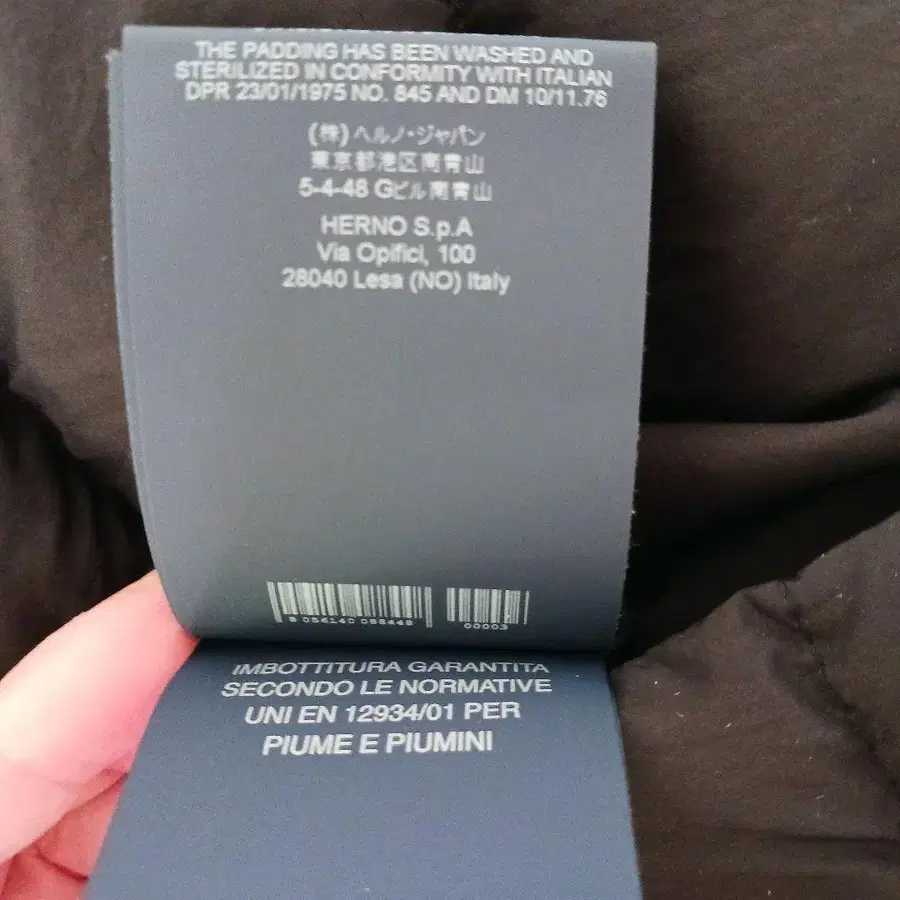 THE PADDING HAS BEEN WASHED AND
STERILIZED IN CONFORMITY WITH ITALIAN
DPR 23/01/1975 NO. 845 AND DM 10/11.76
(株)ヘルノ・ジャパン
東京都港区南青山
5-4-48 Gビル南青山
HERNO S.p.A
Via Opifici, 100
28040 Lesa (NO) Italy
00003
IMBOTTITURA GARANTITA
SECONDO LE NORMATIVE
UNI EN 12934/01 PER
PIUME E PIUMINI